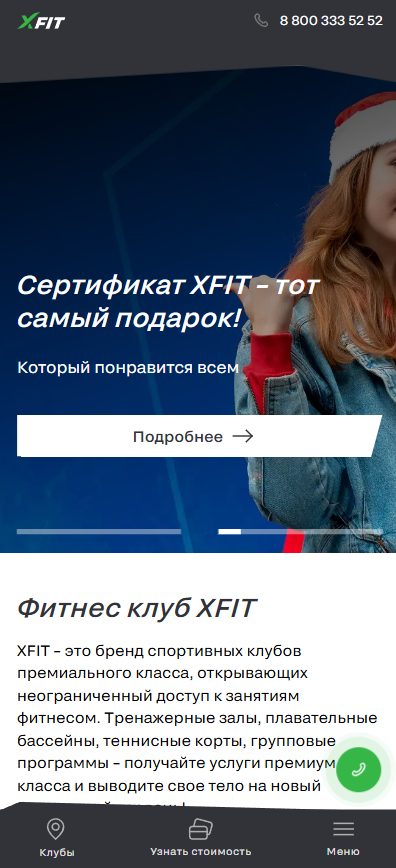 XFIT
8 800 333 52 52
Сертификат XFIT – тот
самый подарок!
Который понравится всем
Подробнее
Фитнес клуб XFIT
XFIT – это бренд спортивных клубов
премиального класса, открывающих
неограниченный доступ к занятиям
фитнесом. Тренажерные залы, плавательные
бассейны, теннисные корты, групповые
программы – получайте услуги премиум
класса и выводите свое тело на новый
Клубы
Узнать стоимость
Меню